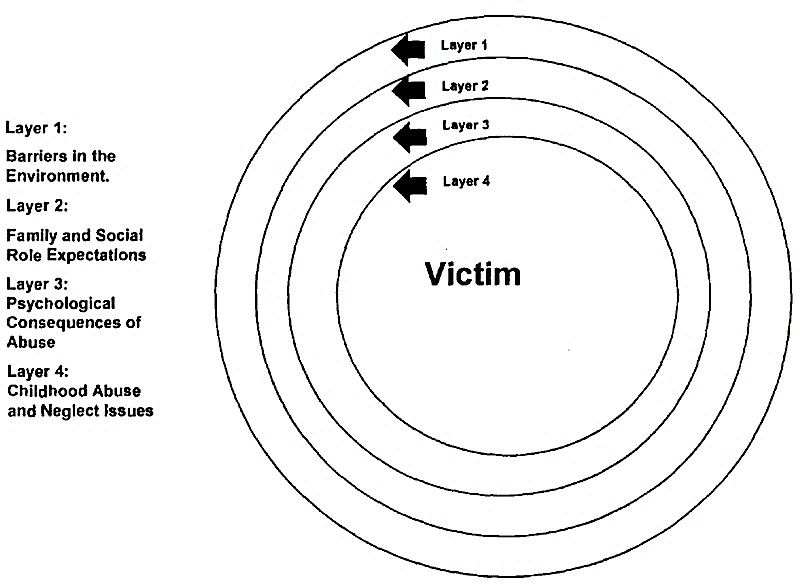 Layer 1:
Barriers in the
Environment.
Layer 2:
Family and Social
Role Expectations
Layer 3:
Psychological
Consequences of
Abuse
Layer 4:
Childhood Abuse
and Neglect Issues
Layer 1
Layer 2
Layer 3
Layer 4
Victim